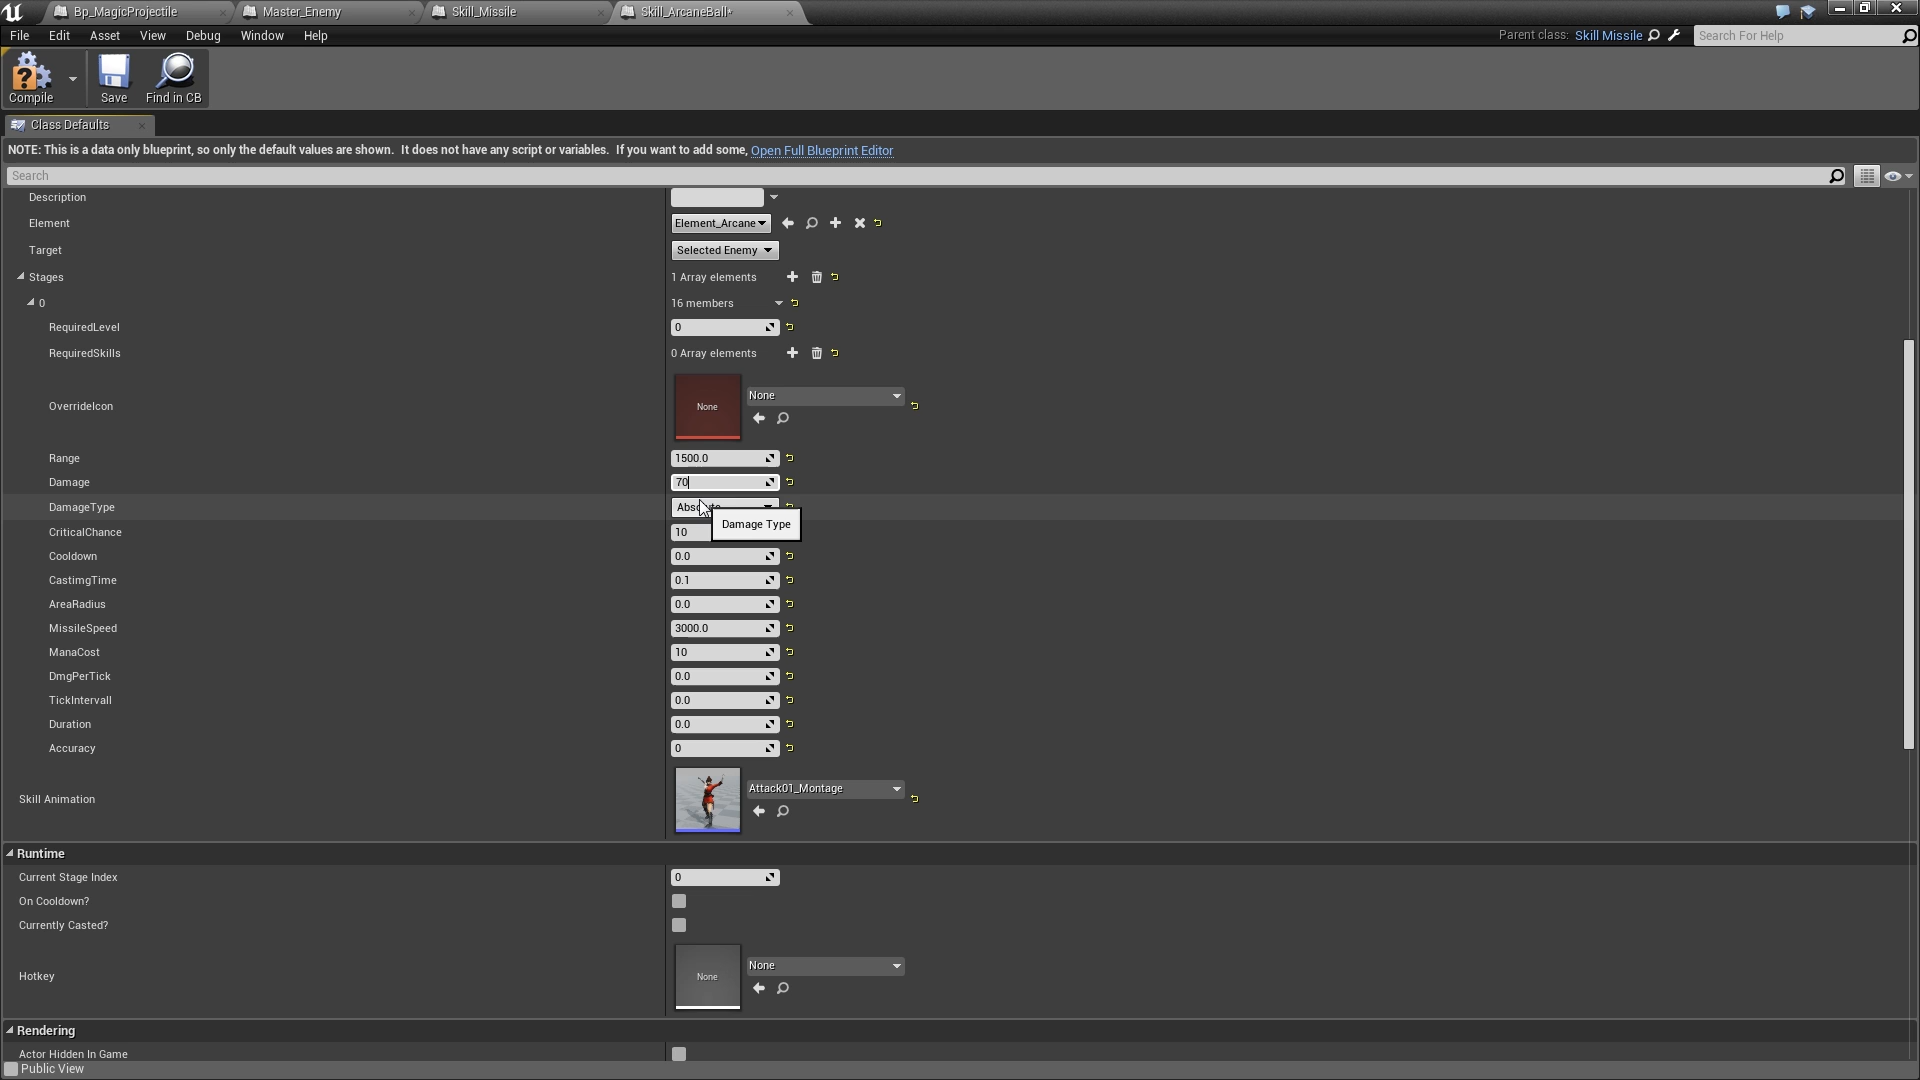 Bp_MagicProjectile Master_Enemy Skill_Missile Skill_ArcaneBall*
File Edit Asset View Debug Window Help Parent class: Skill Missile Search For Help
Compile Save Find in CB
Class Defaults
NOTE: This is a data only blueprint, so only the default values are shown. It does not have any script or variables. If you want to add some, Open Full Blueprint Editor
Search
Description
Element Element_Arcane
Target Selected Enemy
Stages 1 Array elements
0 16 members
RequiredLevel 0
RequiredSkills 0 Array elements
OverrideIcon None None
Range 1500.0
Damage 70
DamageType
Damage Type
CriticalChance 10
Cooldown 0.0
CastimgTime 0.1
AreaRadius 0.0
MissileSpeed 3000.0
ManaCost 10
DmgPerTick 0.0
TickIntervall 0.0
Duration 0.0
Accuracy 0
Skill Animation Attack01_Montage
Runtime
Current Stage Index 0
On Cooldown?
Currently Casted?
Hotkey None None
Rendering
Actor Hidden In Game
Public View